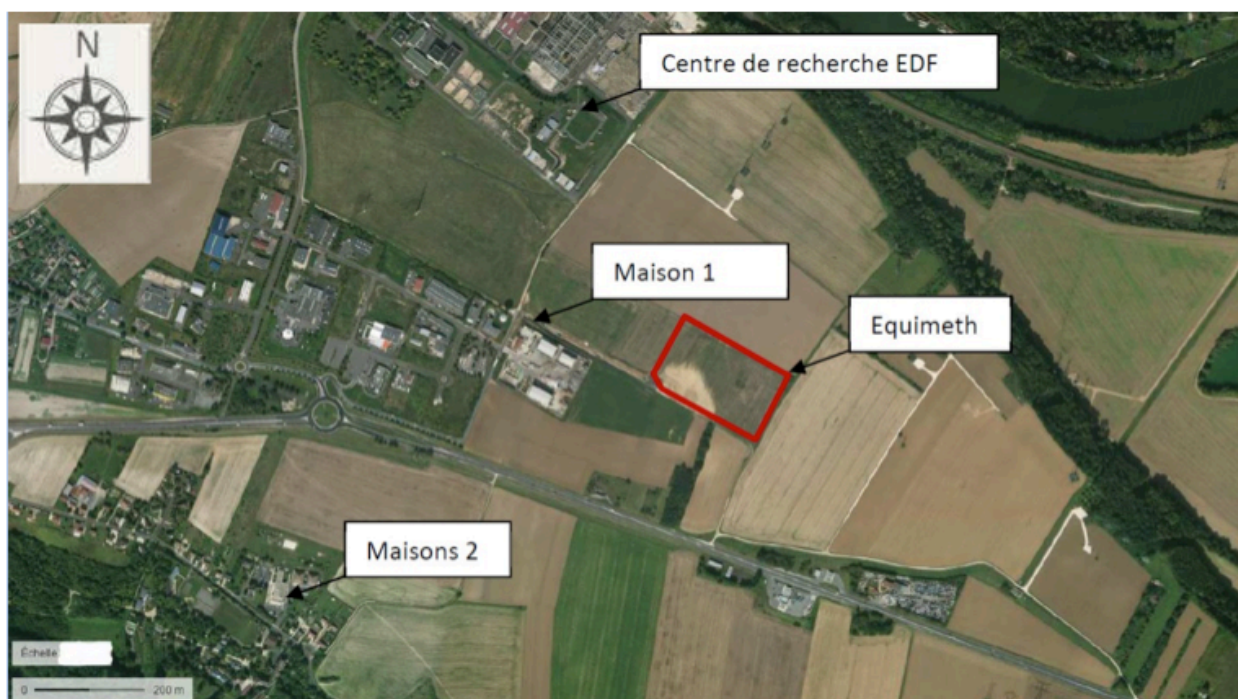 N
Centre de recherche EDF
Maison 1
Equimeth
Maisons 2
Échelle
0 200 m